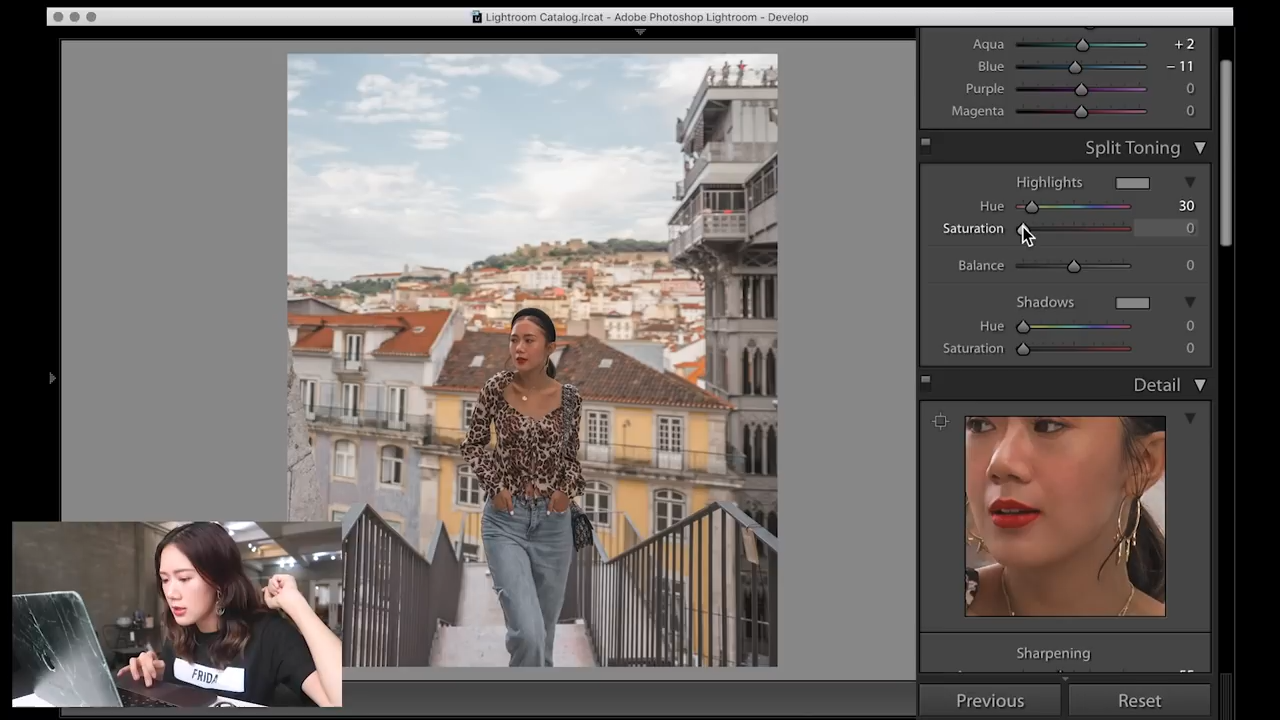 Lightroom Catalog.lrcat - Adobe Photoshop Lightroom - Develop
Aqua +2
Blue −11
Purple 0
Magenta 0
Split Toning
Highlights
Hue 30
Saturation 0
Balance 0
Shadows
Hue 0
Saturation 0
Detail
Sharpening
Previous Reset